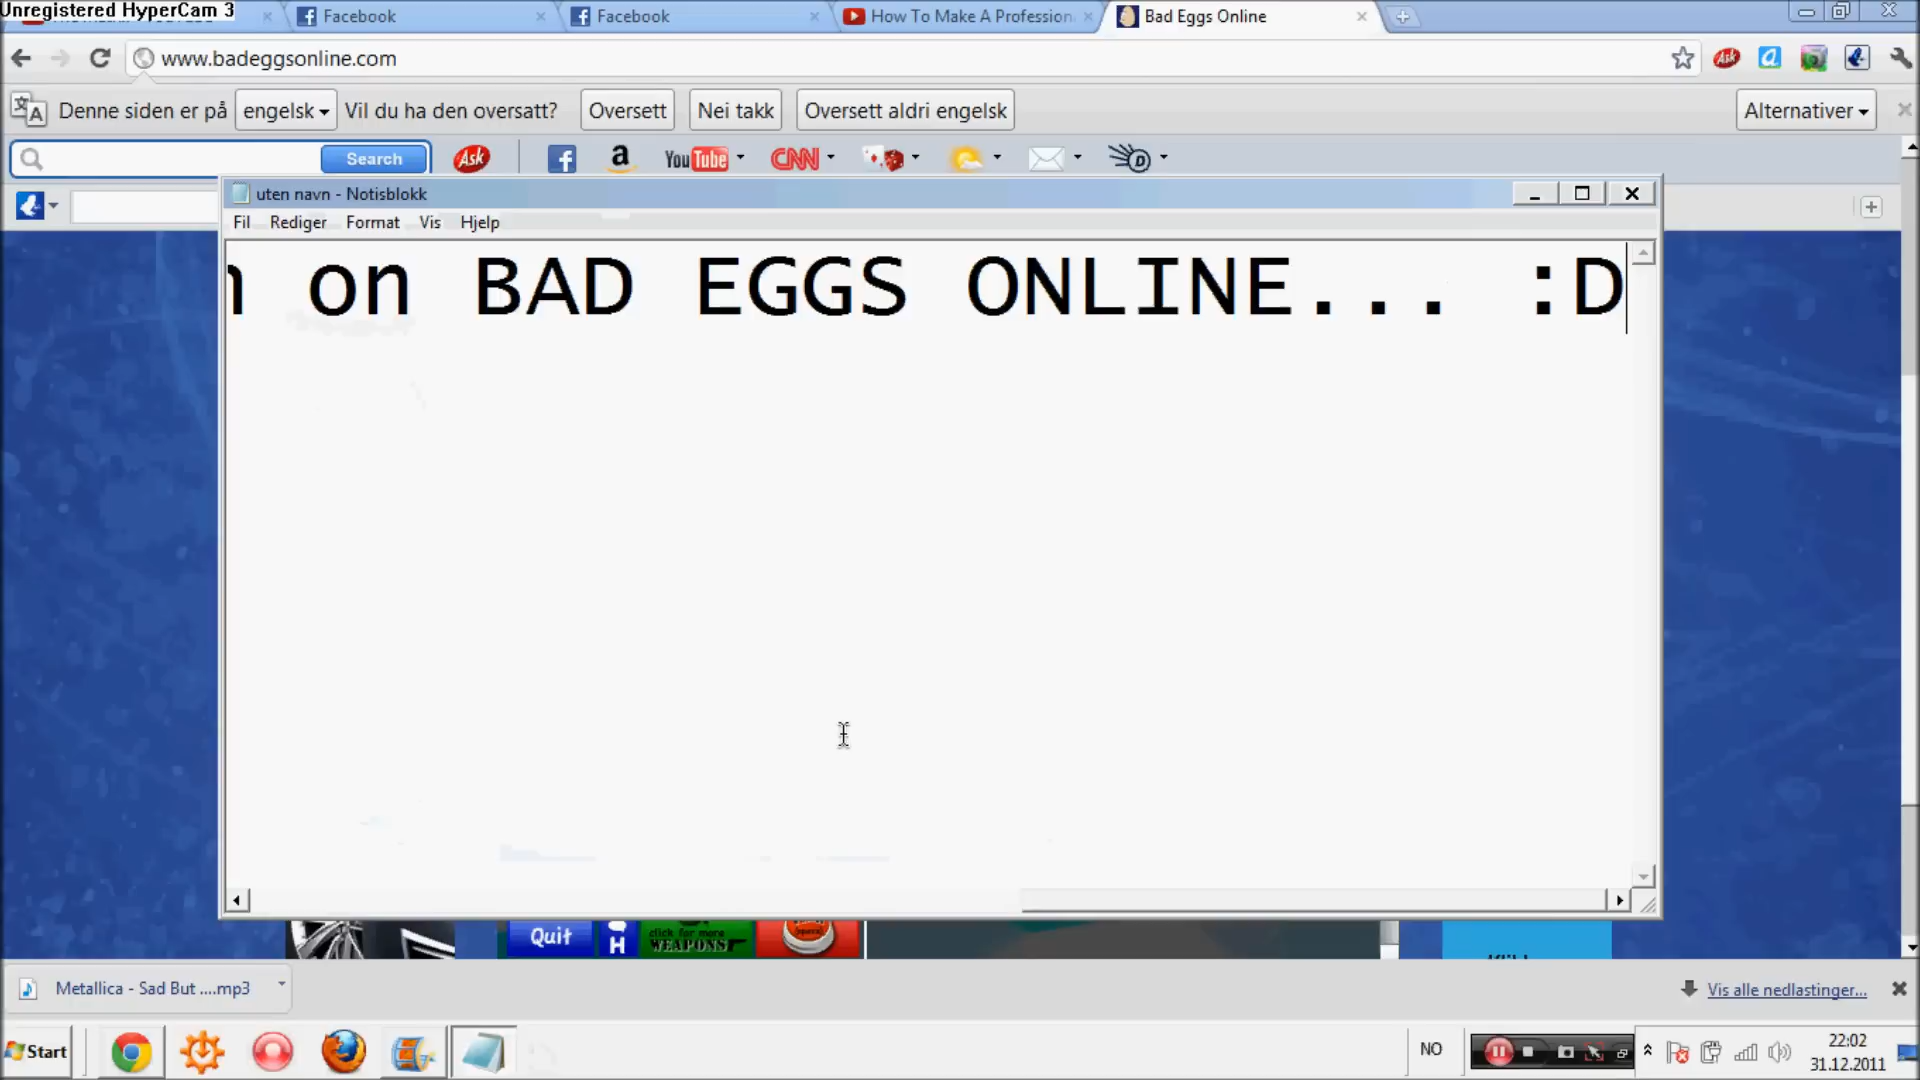 Unregistered HyperCam 3
Facebook
Facebook
How To Make A Profession
Bad Eggs Online
www.badeggsonline.com
Denne siden er på engelsk Vil du ha den oversatt? Oversett Nei takk Oversett aldri engelsk Alternativer
Search Ask f a YouTube CNN D
uten navn - Notisblokk
Fil Rediger Format Vis Hjelp
n on BAD EGGS ONLINE... :D
Quit H click for more WEAPONS
Metallica - Sad But ....mp3
Vis alle nedlastinger...
Start
NO
22:02
31.12.2011